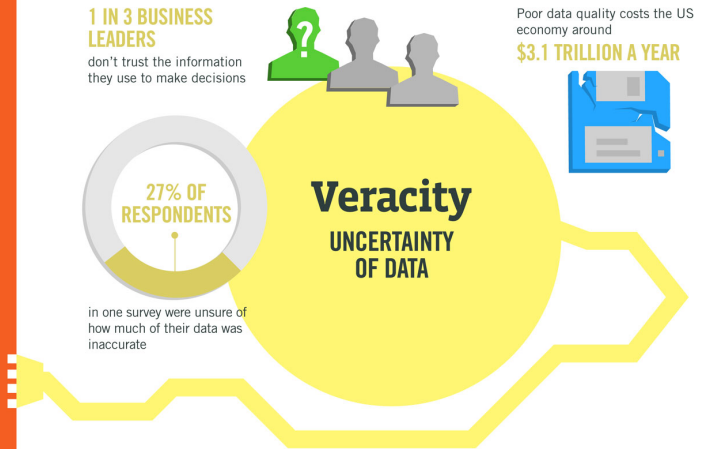 1 IN 3 BUSINESS
LEADERS
don't trust the information
they use to make decisions
?
Poor data quality costs the US
economy around
$3.1 TRILLION A YEAR
27% OF
RESPONDENTS
in one survey were unsure of
how much of their data was
inaccurate
Veracity
UNCERTAINTY
OF DATA